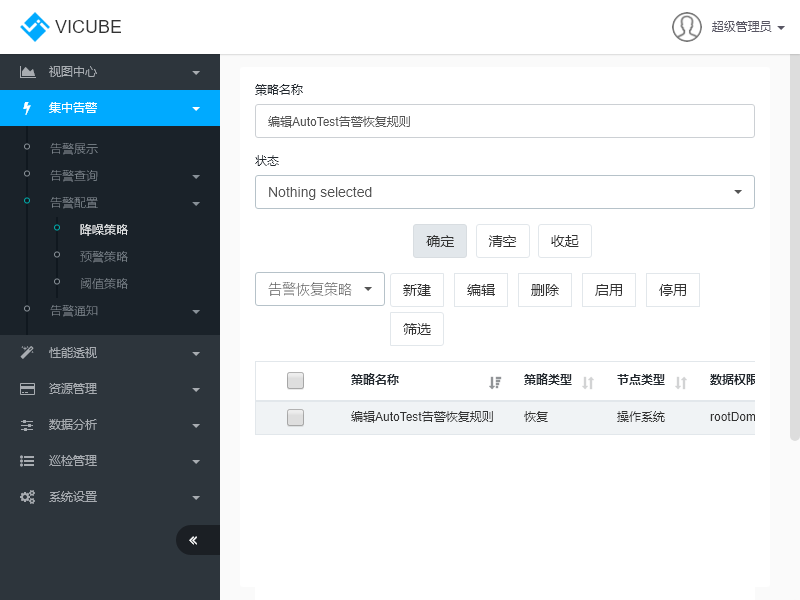 VICUBE
超级管理员
视图中心
集中告警
告警展示
告警查询
告警配置
降噪策略
预警策略
阈值策略
告警通知
性能透视
资源管理
数据分析
巡检管理
系统设置
策略名称
编辑AutoTest告警恢复规则
状态
Nothing selected
确定 清空 收起
告警恢复策略 新建 编辑 删除 启用 停用
筛选
策略名称 策略类型 节点类型 数据权限
编辑AutoTest告警恢复规则 恢复 操作系统 rootDom